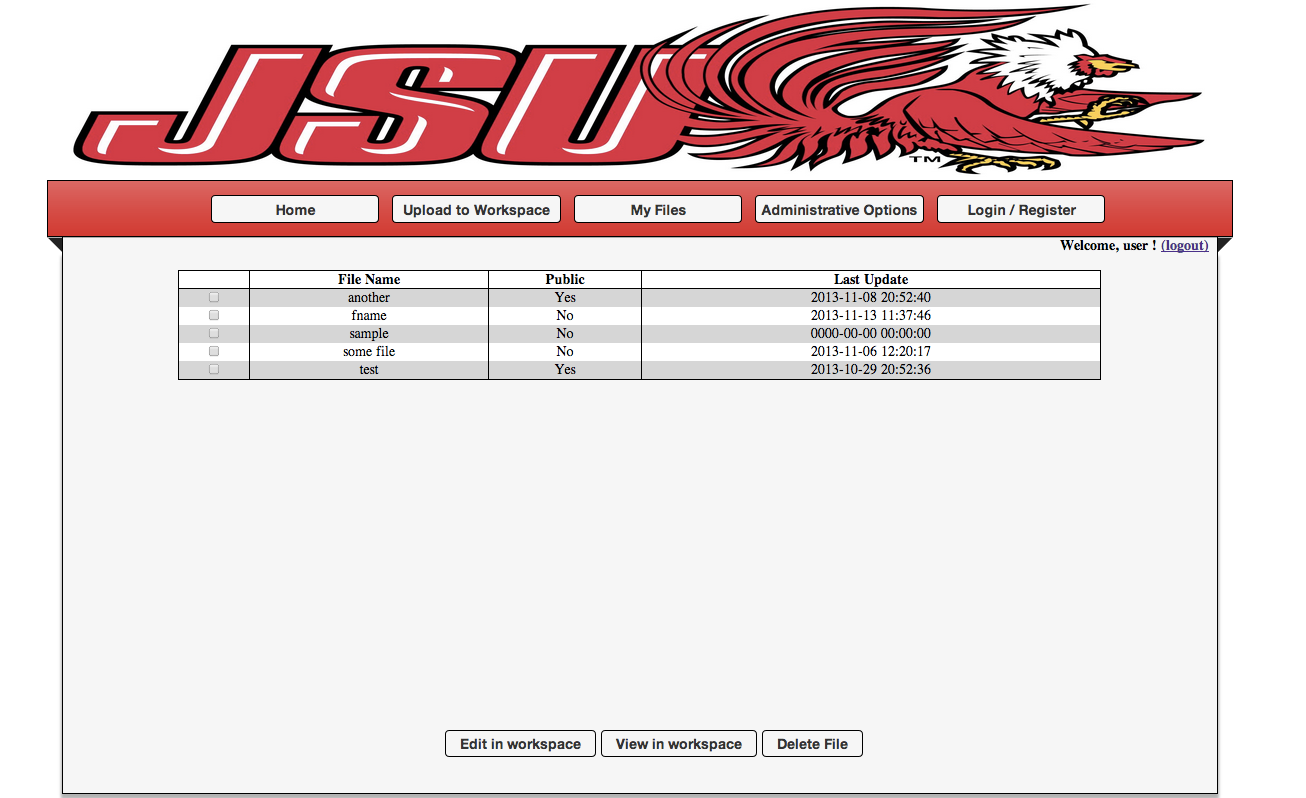 JSU
TM
Home Upload to Workspace My Files Administrative Options Login / Register
Welcome, user ! (logout)
File Name Public Last Update
another Yes 2013-11-08 20:52:40
fname No 2013-11-13 11:37:46
sample No 0000-00-00 00:00:00
some file No 2013-11-06 12:20:17
test Yes 2013-10-29 20:52:36
Edit in workspace View in workspace Delete File